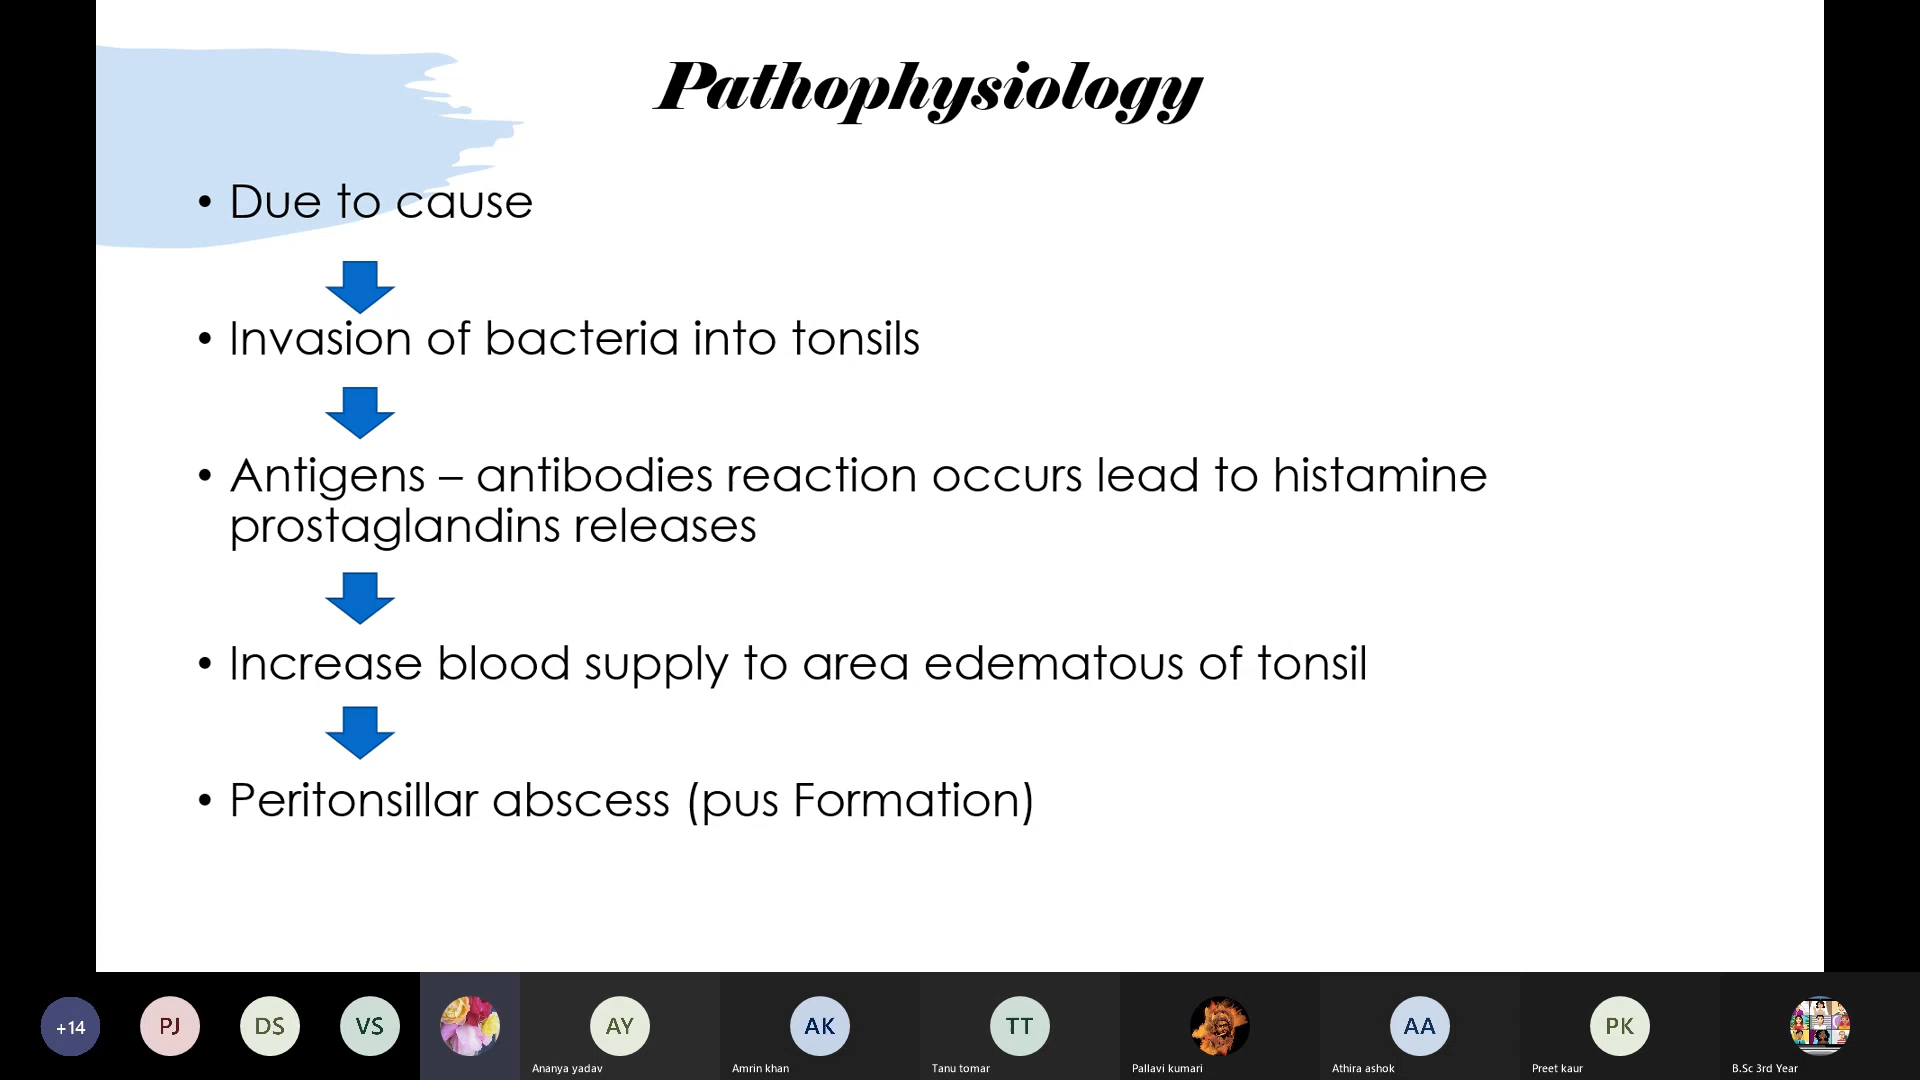 Pathophysiology
• Due to cause
• Invasion of bacteria into tonsils
• Antigens – antibodies reaction occurs lead to histamine
prostaglandins releases
• Increase blood supply to area edematous of tonsil
• Peritonsillar abscess (pus Formation)
+14
PJ
DS
VS
AY
AK
TT
AA
PK
Ananya yadav
Amrin khan
Tanu tomar
Pallavi kumari
Athira ashok
Preet kaur
B.Sc 3rd Year